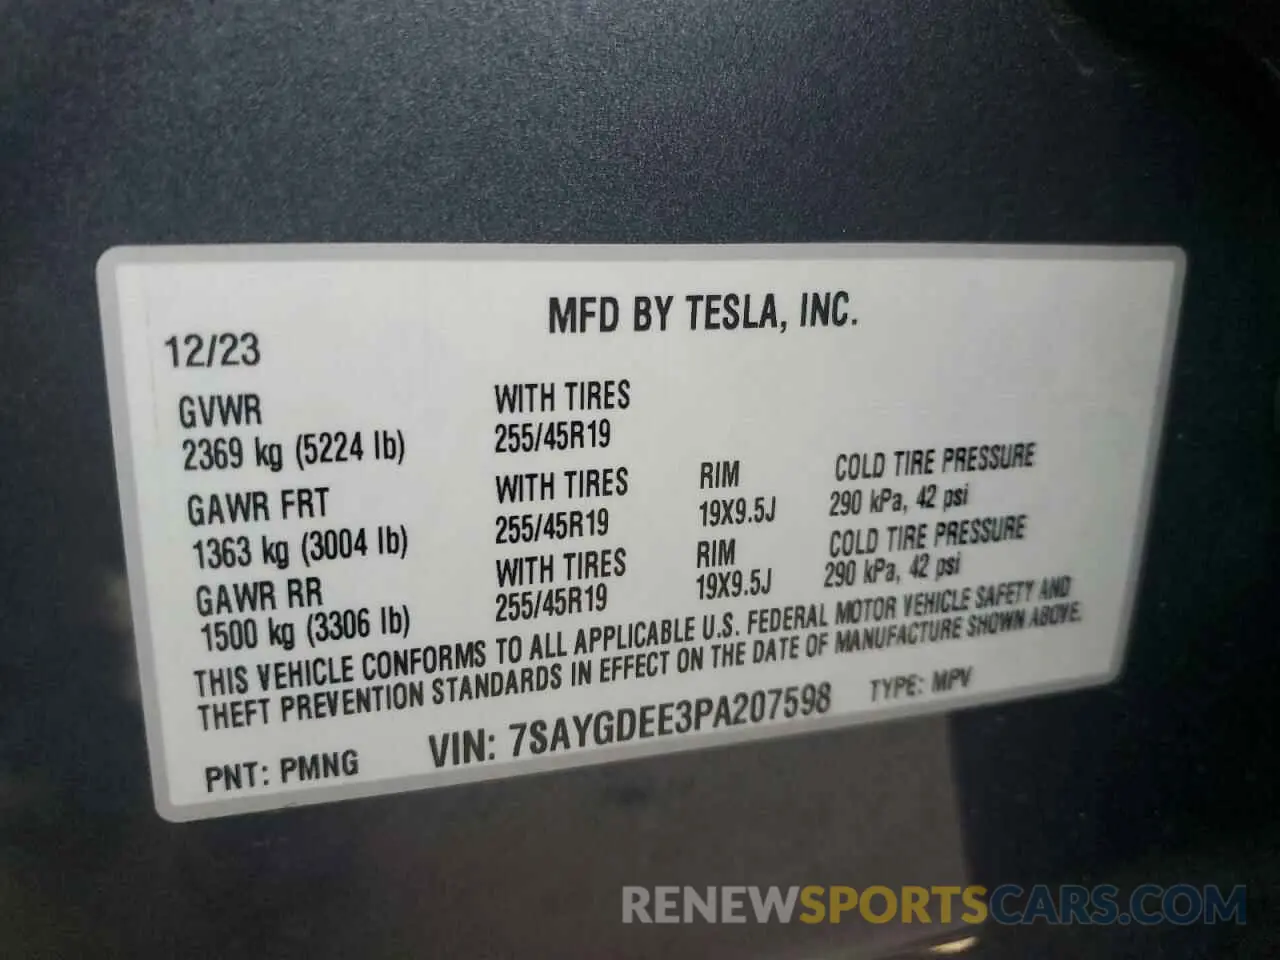 MFD BY TESLA, INC.
12/23
GVWR WITH TIRES
2369 kg (5224 lb) 255/45R19
GAWR FRT WITH TIRES RIM COLD TIRE PRESSURE
1363 kg (3004 lb) 255/45R19 19X9.5J 290 kPa, 42 psi
GAWR RR WITH TIRES RIM COLD TIRE PRESSURE
1500 kg (3306 lb) 255/45R19 19X9.5J 290 kPa, 42 psi
THIS VEHICLE CONFORMS TO ALL APPLICABLE U.S. FEDERAL MOTOR VEHICLE SAFETY AND
THEFT PREVENTION STANDARDS IN EFFECT ON THE DATE OF MANUFACTURE SHOWN ABOVE.
PNT: PMNG VIN: 7SAYGDEE3PA207598 TYPE: MPV
RENEWSPORTSCARS.COM